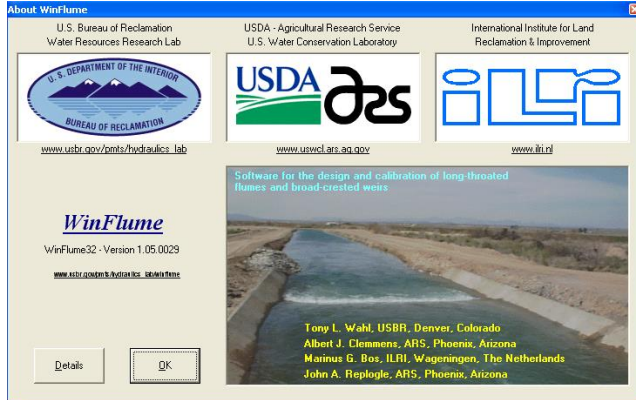 About WinFlume
U.S. Bureau of Reclamation
Water Resources Research Lab
USDA - Agricultural Research Service
U.S. Water Conservation Laboratory
International Institute for Land
Reclamation & Improvement
U. S. DEPARTMENT OF THE INTERIOR
BUREAU OF RECLAMATION
USDA ars
ilri
www.usbr.gov/pmts/hydraulics_lab
www.uswcl.ars.ag.gov
www.ilri.nl
Software for the design and calibration of long-throated
flumes and broad-crested weirs
WinFlume
WinFlume32 - Version 1.05.0029
www.usbr.gov/pmts/hydraulics_lab/winflume
Tony L. Wahl, USBR, Denver, Colorado
Albert J. Clemmens, ARS, Phoenix, Arizona
Marinus G. Bos, ILRI, Wageningen, The Netherlands
John A. Replogle, ARS, Phoenix, Arizona
Details
OK